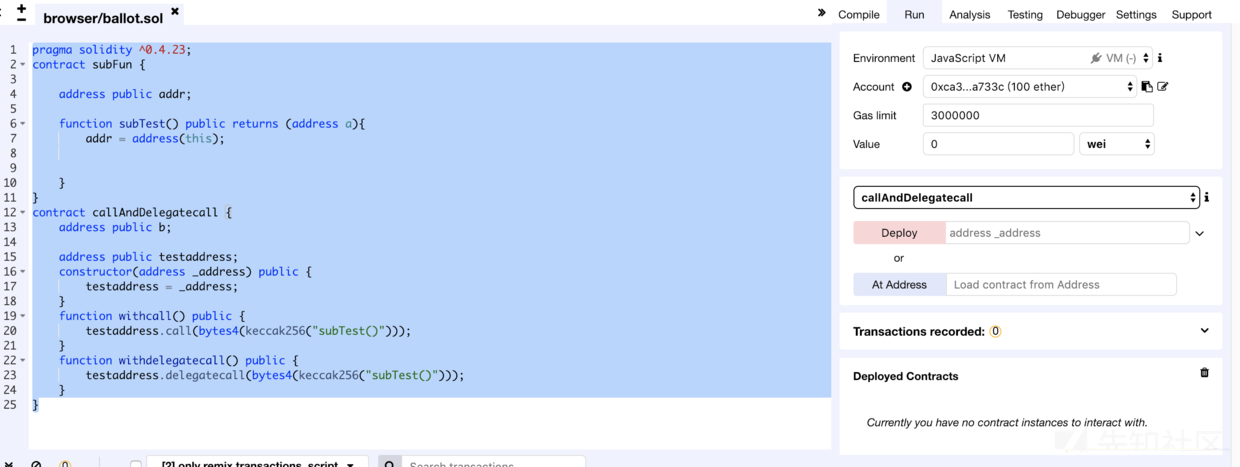 browser/ballot.sol
Compile Run Analysis Testing Debugger Settings Support
1 pragma solidity ^0.4.23;
2 contract subFun {
3
4 address public addr;
5
6 function subTest() public returns (address a){
7 addr = address(this);
8
9
10 }
11 }
12 contract callAndDelegatecall {
13 address public b;
14
15 address public testaddress;
16 constructor(address _address) public {
17 testaddress = _address;
18 }
19 function withcall() public {
20 testaddress.call(bytes4(keccak256("subTest()")));
21 }
22 function withdelegatecall() public {
23 testaddress.delegatecall(bytes4(keccak256("subTest()")));
24 }
25 }
Environment JavaScript VM VM (-)
Account 0xca3...a733c (100 ether)
Gas limit 3000000
Value 0 wei
callAndDelegatecall
Deploy address _address
or
At Address Load contract from Address
Transactions recorded: 0
Deployed Contracts
Currently you have no contract instances to interact with.
先知社区
0 [2] only remix transactions, script Search transactions